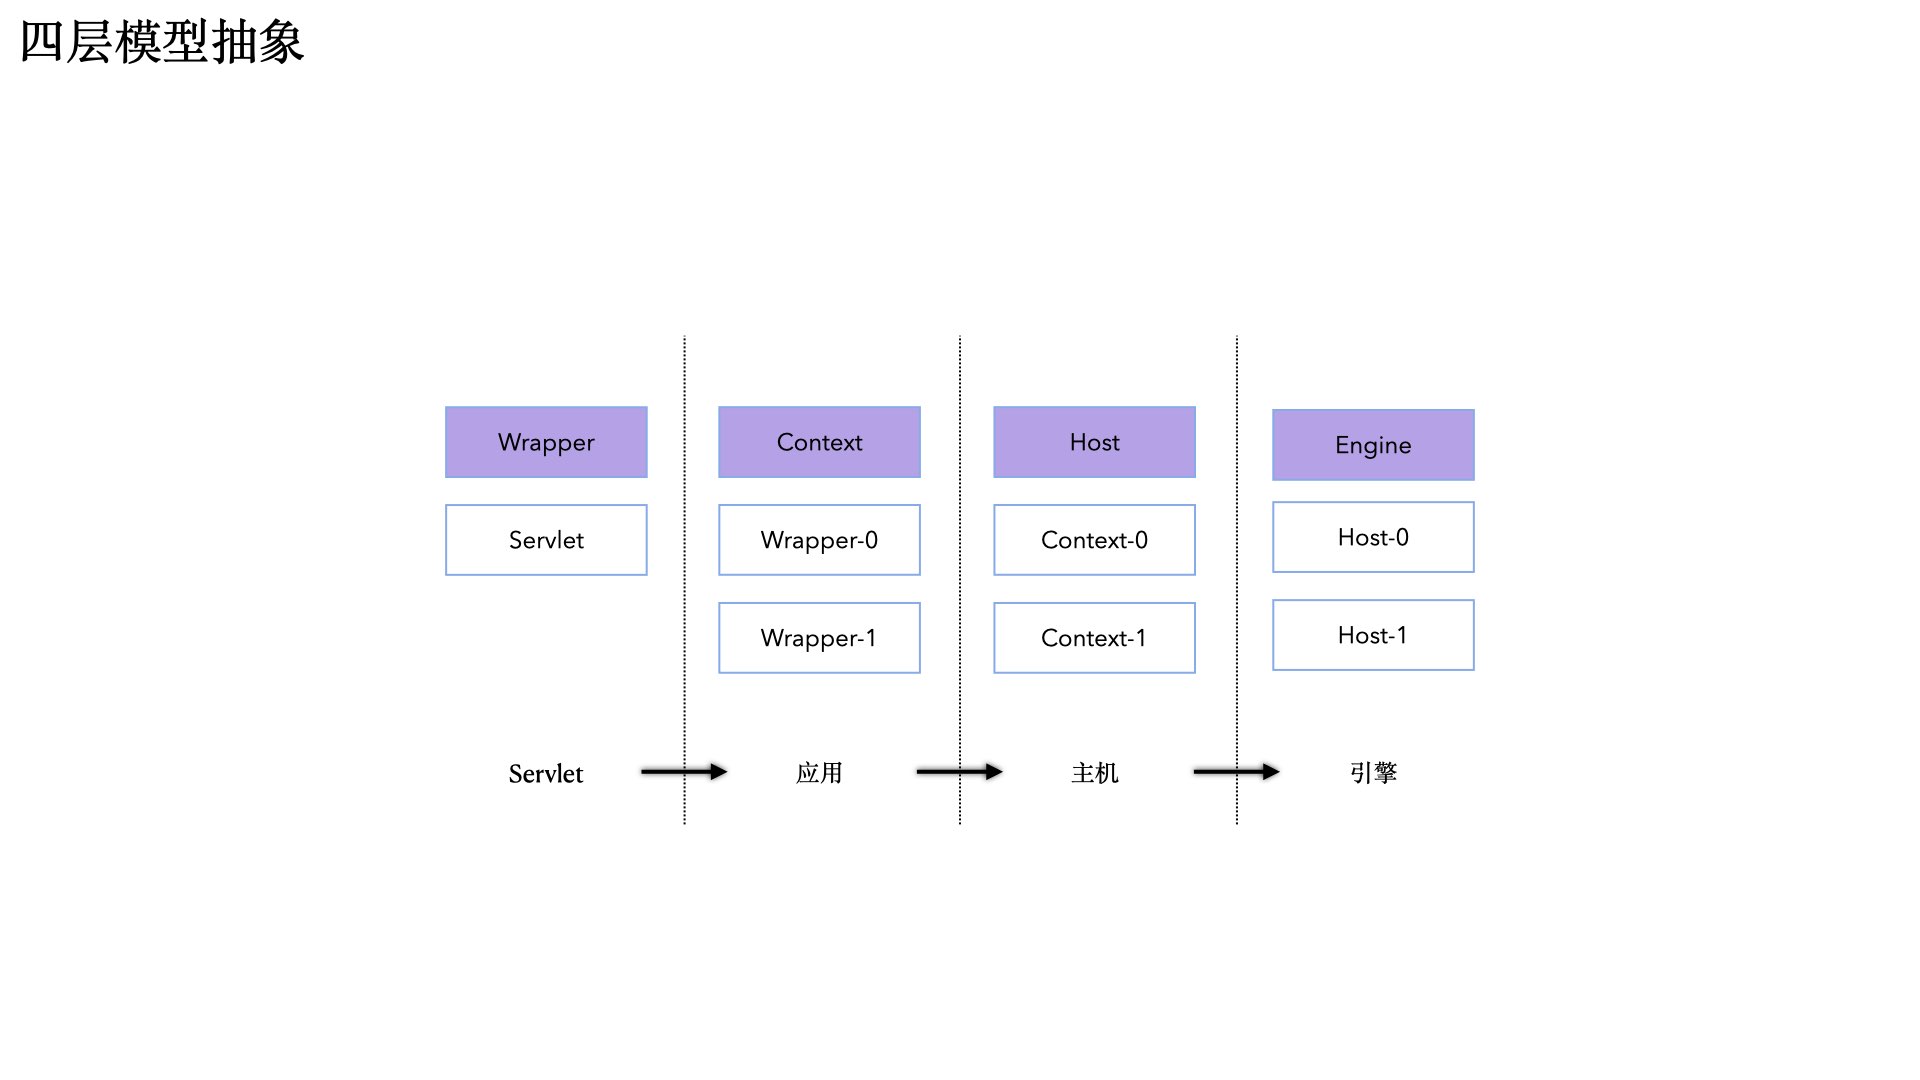 四层模型抽象
Wrapper
Servlet
Context
Wrapper-0
Wrapper-1
Host
Context-0
Context-1
Engine
Host-0
Host-1
Servlet
应用
主机
引擎